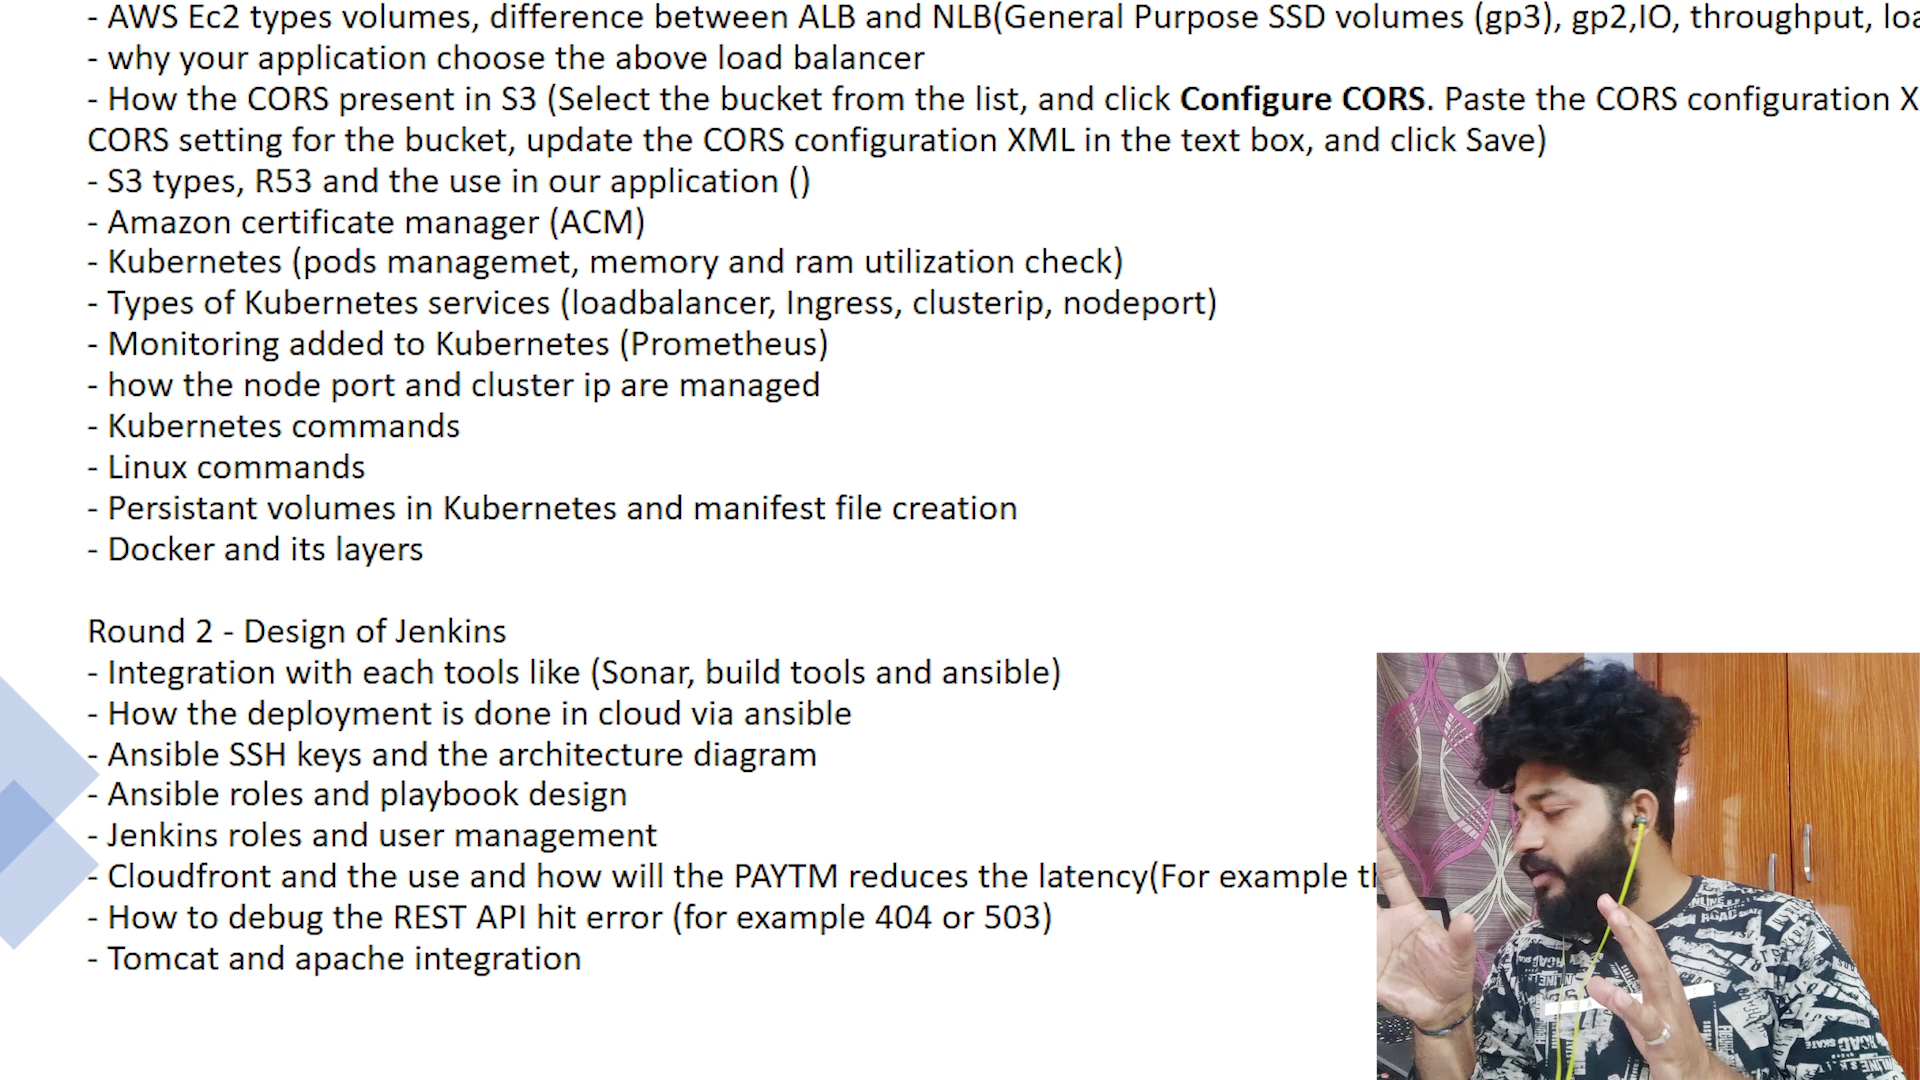 - AWS Ec2 types volumes, difference between ALB and NLB(General Purpose SSD volumes (gp3), gp2,IO, throughput,
- why your application choose the above load balancer
- How the CORS present in S3 (Select the bucket from the list, and click Configure CORS. Paste the CORS configuration
CORS setting for the bucket, update the CORS configuration XML in the text box, and click Save)
- S3 types, R53 and the use in our application ()
- Amazon certificate manager (ACM)
- Kubernetes (pods managemet, memory and ram utilization check)
- Types of Kubernetes services (loadbalancer, Ingress, clusterip, nodeport)
- Monitoring added to Kubernetes (Prometheus)
- how the node port and cluster ip are managed
- Kubernetes commands
- Linux commands
- Persistant volumes in Kubernetes and manifest file creation
- Docker and its layers
Round 2 - Design of Jenkins
- Integration with each tools like (Sonar, build tools and ansible)
- How the deployment is done in cloud via ansible
- Ansible SSH keys and the architecture diagram
- Ansible roles and playbook design
- Jenkins roles and user management
- Cloudfront and the use and how will the PAYTM reduces the latency(For example
- How to debug the REST API hit error (for example 404 or 503)
- Tomcat and apache integration